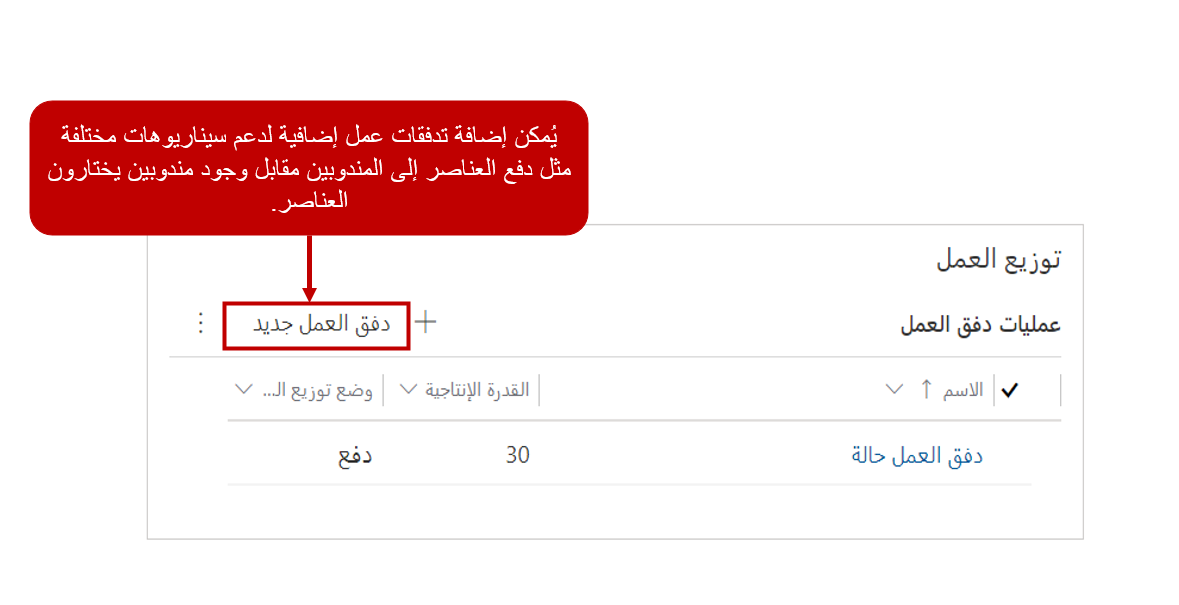 يُمكن إضافة تدفقات عمل إضافية لدعم سيناريوهات مختلفة
مثل دفع العناصر إلى المندوبين مقابل وجود مندوبين يختارون
العناصر.
توزيع العمل
عمليات دفق العمل
+ دفق العمل جديد
الاسم ↑ القدرة الإنتاجية وضع توزيع الـ...
دفق العمل حالة 30 دفع